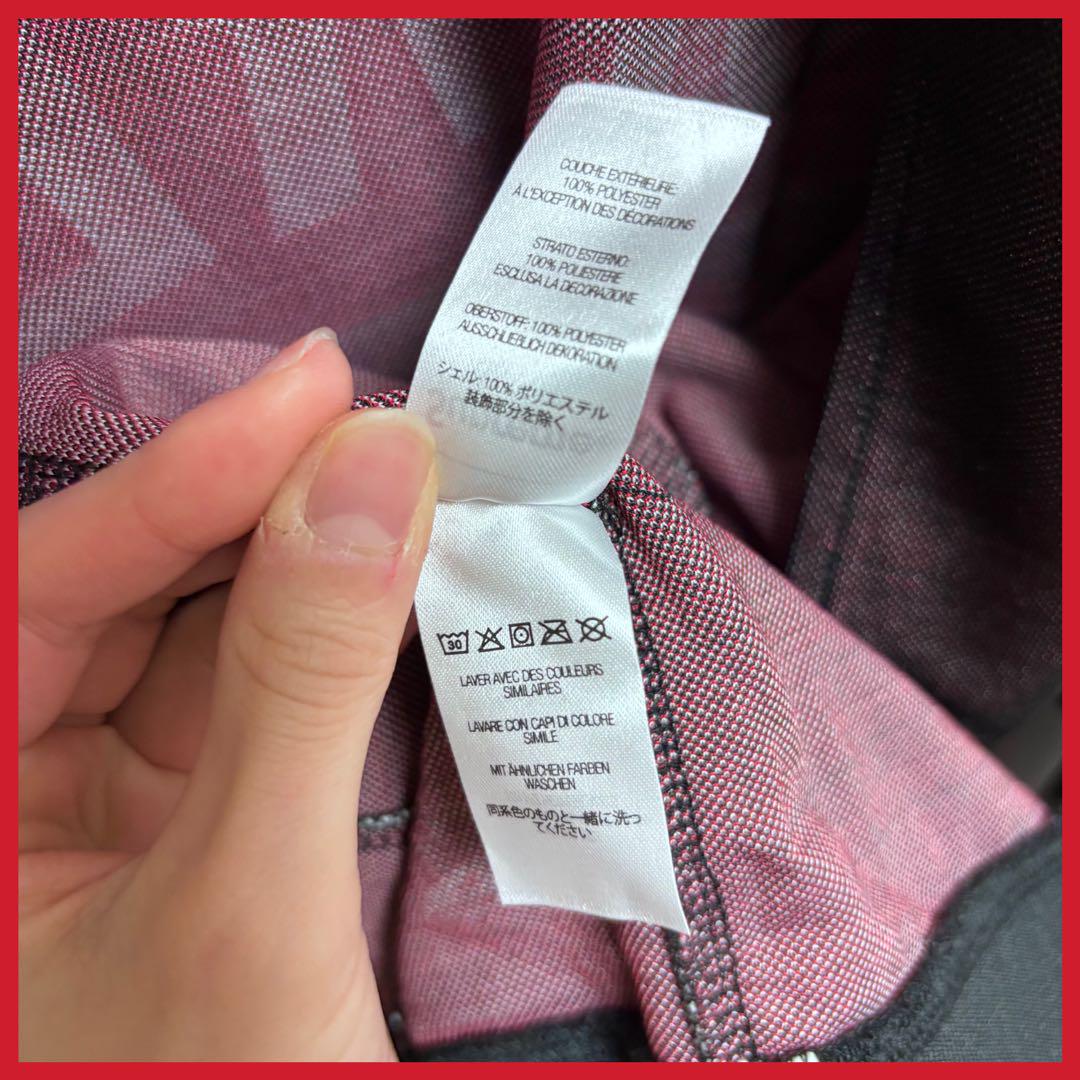 COUCHE EXTÉRIEURE:
100% POLYESTER
À L'EXCEPTION DES DÉCORATIONS
STRATO ESTERNO:
100% POLIESTERE
ESCLUSA LA DECORAZIONE
OBERSTOFF: 100% POLYESTER
AUSSCHLIEBLICH DEKORATION
シェル: 100% ポリエステル
装飾部分を除く
30
LAVER AVEC DES COULEURS
SIMILAIRES
LAVARE CON CAPI DI COLORE
SIMILE
MIT ÄHNLICHEN FARBEN
WASCHEN
同系色のものと一緒に洗っ
てください